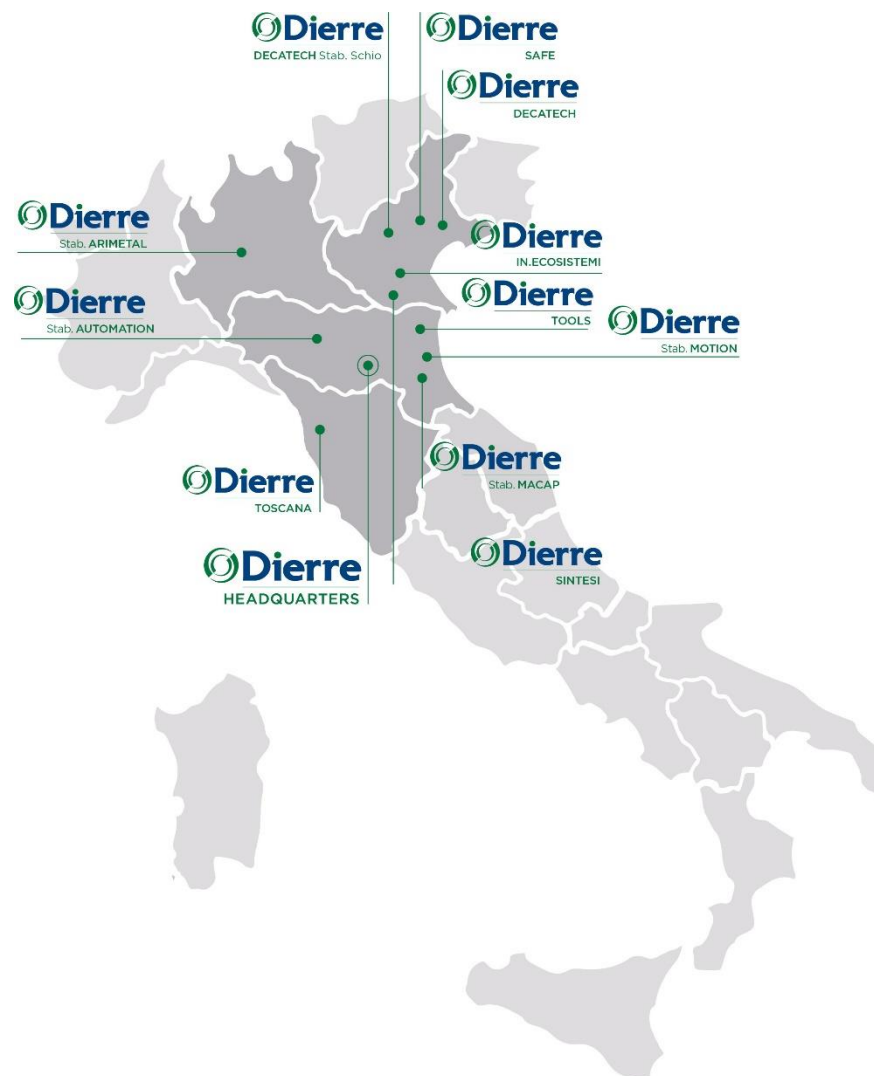 Dierre
DECATECH Stab. Schio
Dierre
SAFE
Dierre
DECATECH
Dierre
Stab. ARIMETAL
Dierre
IN.ECOSISTEMI
Dierre
Stab. AUTOMATION
Dierre
TOOLS
Dierre
Stab. MOTION
Dierre
Stab. MACAP
Dierre
TOSCANA
Dierre
HEADQUARTERS
Dierre
SINTESI